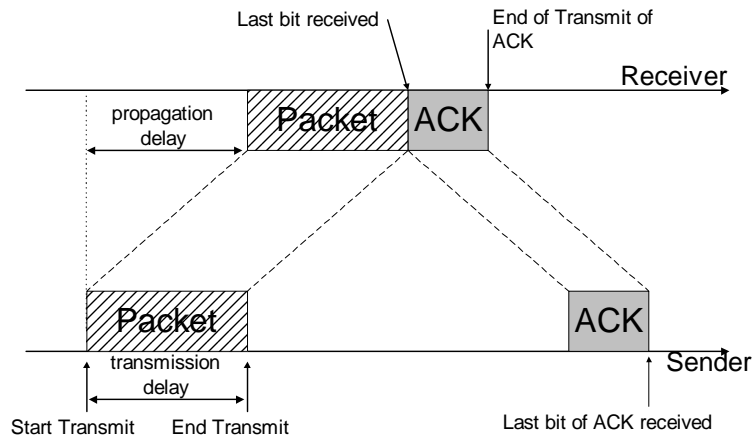 Last bit received
End of Transmit of
ACK
Receiver
propagation
delay
Packet
ACK
Packet
ACK
transmission
delay
Sender
Start Transmit
End Transmit
Last bit of ACK received